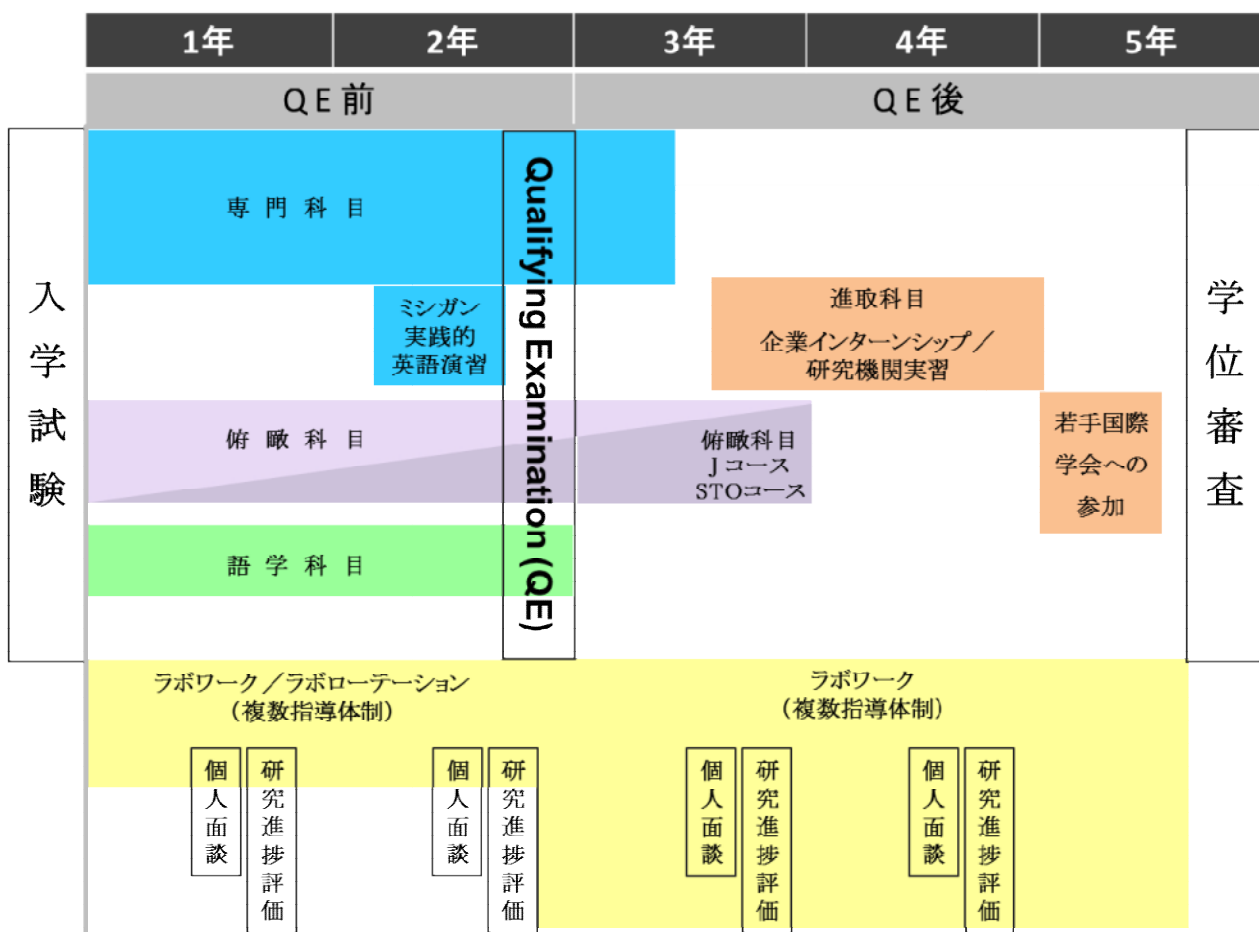 1年 2年 3年 4年 5年
QE前 QE後
入学試験
専門科目
Qualifying Examination (QE)
ミシガン
実践的
英語演習
進取科目
企業インターンシップ／
研究機関実習
俯瞰科目
俯瞰科目
Jコース
STOコース
若手国際
学会への
参加
語学科目
学位審査
ラボワーク／ラボローテーション
（複数指導体制）
ラボワーク
（複数指導体制）
個人面談
研究進捗評価
個人面談
研究進捗評価
個人面談
研究進捗評価
個人面談
研究進捗評価